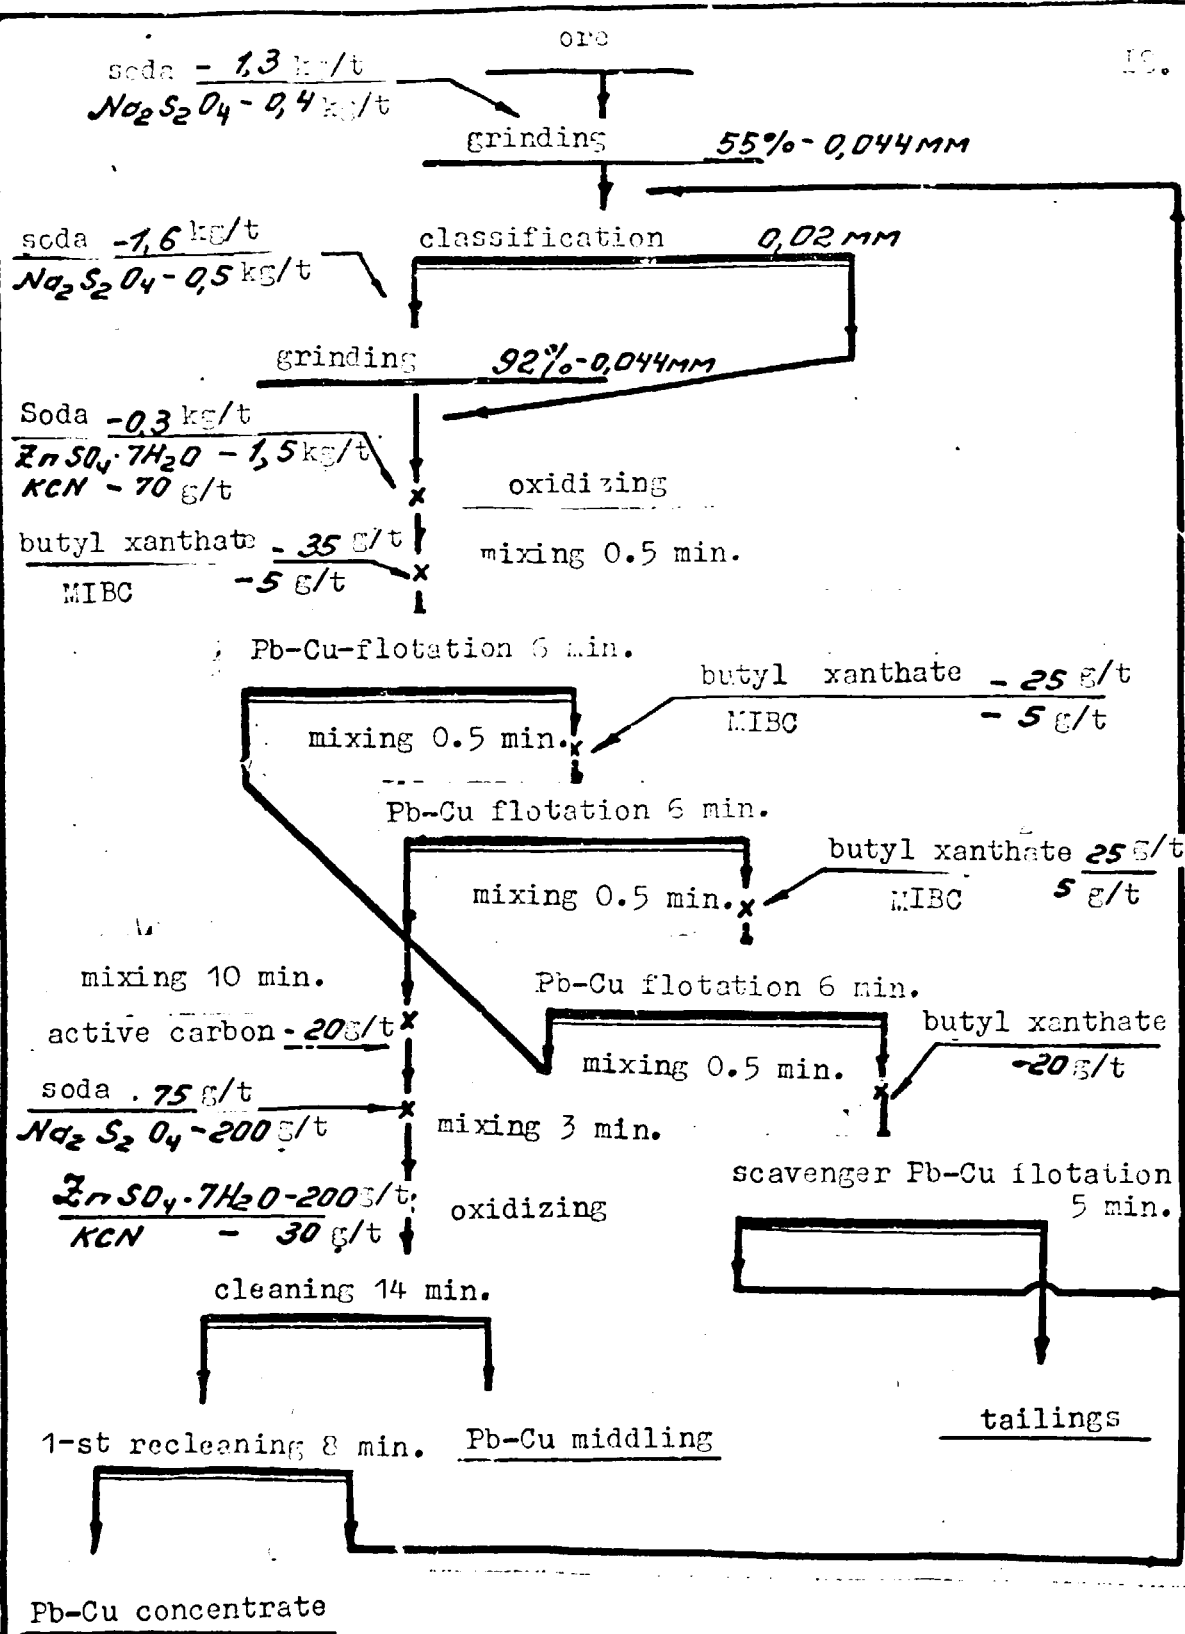 ore
19.
soda - 1,3 kg/t
Na2S2O4 - 0,4 kg/t
grinding 55% - 0,044мм
soda - 1,6 kg/t
Na2S2O4 - 0,5 kg/t
classification 0,02 мм
grinding 92% - 0,044мм
Soda - 0,3 kg/t
ZnSO4·7H2O - 1,5 kg/t
KCN - 70 g/t
oxidizing
butyl xanthate - 35 g/t
MIBC - 5 g/t
mixing 0.5 min.
Pb-Cu-flotation 6 min.
butyl xanthate - 25 g/t
MIBC - 5 g/t
mixing 0.5 min.
Pb-Cu flotation 6 min.
butyl xanthate 25 g/t
MIBC 5 g/t
mixing 0.5 min.
mixing 10 min.
Pb-Cu flotation 6 min.
active carbon - 20g/t
butyl xanthate
-20 g/t
mixing 0.5 min.
soda . 75 g/t
Na2S2O4 - 200 g/t
mixing 3 min.
scavenger Pb-Cu flotation
5 min.
ZnSO4·7H2O - 200 g/t
KCN - 30 g/t
oxidizing
cleaning 14 min.
1-st recleaning 8 min.
Pb-Cu middling
tailings
Pb-Cu concentrate